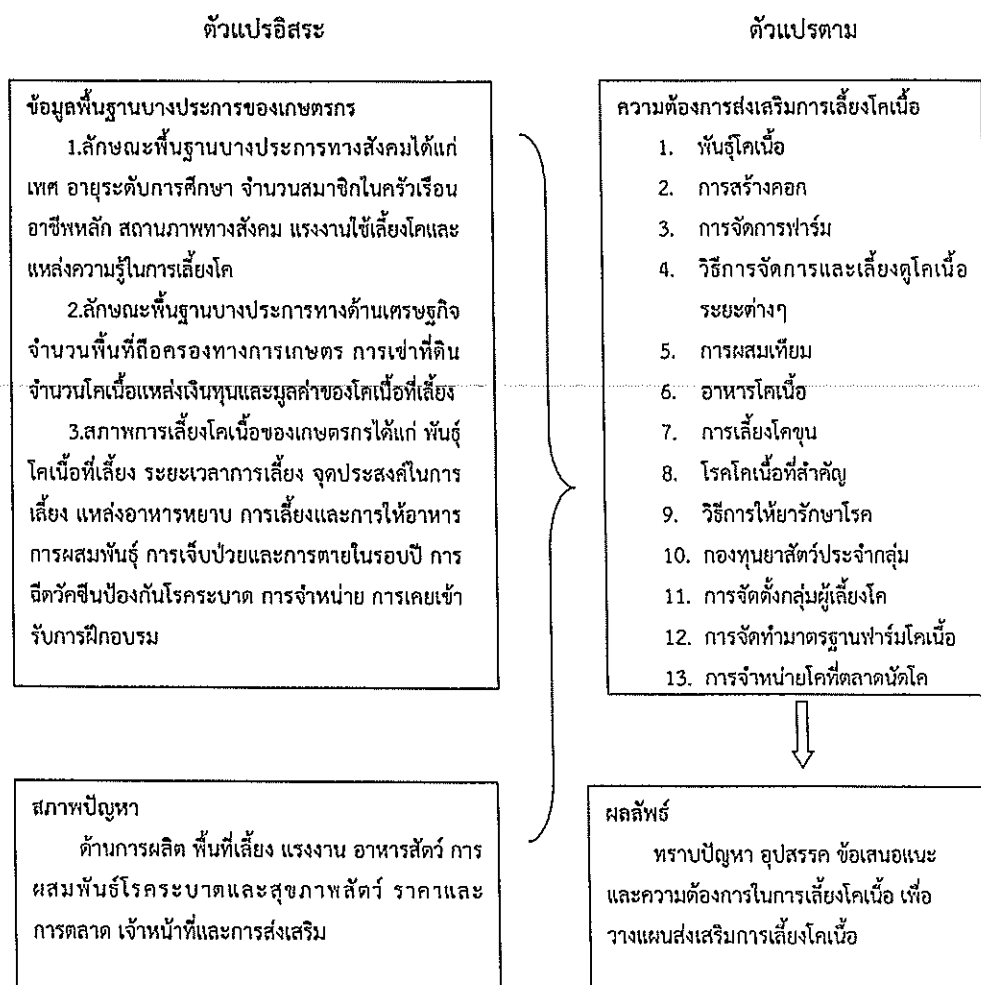 ตัวแปรอิสระ
ข้อมูลพื้นฐานบางประการของเกษตรกร
1.ลักษณะพื้นฐานบางประการทางสังคมได้แก่
เพศ อายุระดับการศึกษา จำนวนสมาชิกในครัวเรือน
อาชีพหลัก สถานภาพทางสังคม แรงงานใช้เลี้ยงโคและ
แหล่งความรู้ในการเลี้ยงโค
2.ลักษณะพื้นฐานบางประการทางด้านเศรษฐกิจ
จำนวนพื้นที่ถือครองทางการเกษตร การเช่าที่ดิน
จำนวนโคเนื้อแหล่งเงินทุนและมูลค่าของโคเนื้อที่เลี้ยง
3.สภาพการเลี้ยงโคเนื้อของเกษตรกรได้แก่ พันธุ์
โคเนื้อที่เลี้ยง ระยะเวลาการเลี้ยง จุดประสงค์ในการ
เลี้ยง แหล่งอาหารหยาบ การเลี้ยงและการให้อาหาร
การผสมพันธุ์ การเจ็บป่วยและการตายในรอบปี การ
ฉีดวัคซีนป้องกันโรคระบาด การจำหน่าย การเคยเข้า
รับการฝึกอบรม
สภาพปัญหา
ด้านการผลิต พื้นที่เลี้ยง แรงงาน อาหารสัตว์ การ
ผสมพันธุ์โรคระบาดและสุขภาพสัตว์ ราคาและ
การตลาด เจ้าหน้าที่และการส่งเสริม
ตัวแปรตาม
ความต้องการส่งเสริมการเลี้ยงโคเนื้อ
1. พันธุ์โคเนื้อ
2. การสร้างคอก
3. การจัดการฟาร์ม
4. วิธีการจัดการและเลี้ยงดูโคเนื้อ
ระยะต่างๆ
5. การผสมเทียม
6. อาหารโคเนื้อ
7. การเลี้ยงโคขุน
8. โรคโคเนื้อที่สำคัญ
9. วิธีการให้ยารักษาโรค
10. กองทุนยาสัตว์ประจำกลุ่ม
11. การจัดตั้งกลุ่มผู้เลี้ยงโค
12. การจัดทำมาตรฐานฟาร์มโคเนื้อ
13. การจำหน่ายโคที่ตลาดนัดโค
ผลลัพธ์
ทราบปัญหา อุปสรรค ข้อเสนอแนะ
และความต้องการในการเลี้ยงโคเนื้อ เพื่อ
วางแผนส่งเสริมการเลี้ยงโคเนื้อ